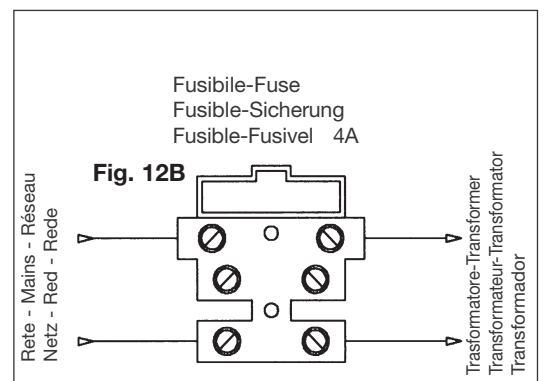 Fusibile-Fuse
Fusible-Sicherung
Fusible-Fusivel 4A
Fig. 12B
Rete - Mains - Réseau
Netz - Red - Rede
Trasformatore-Transformer
Transformateur-Transformator
Transformador